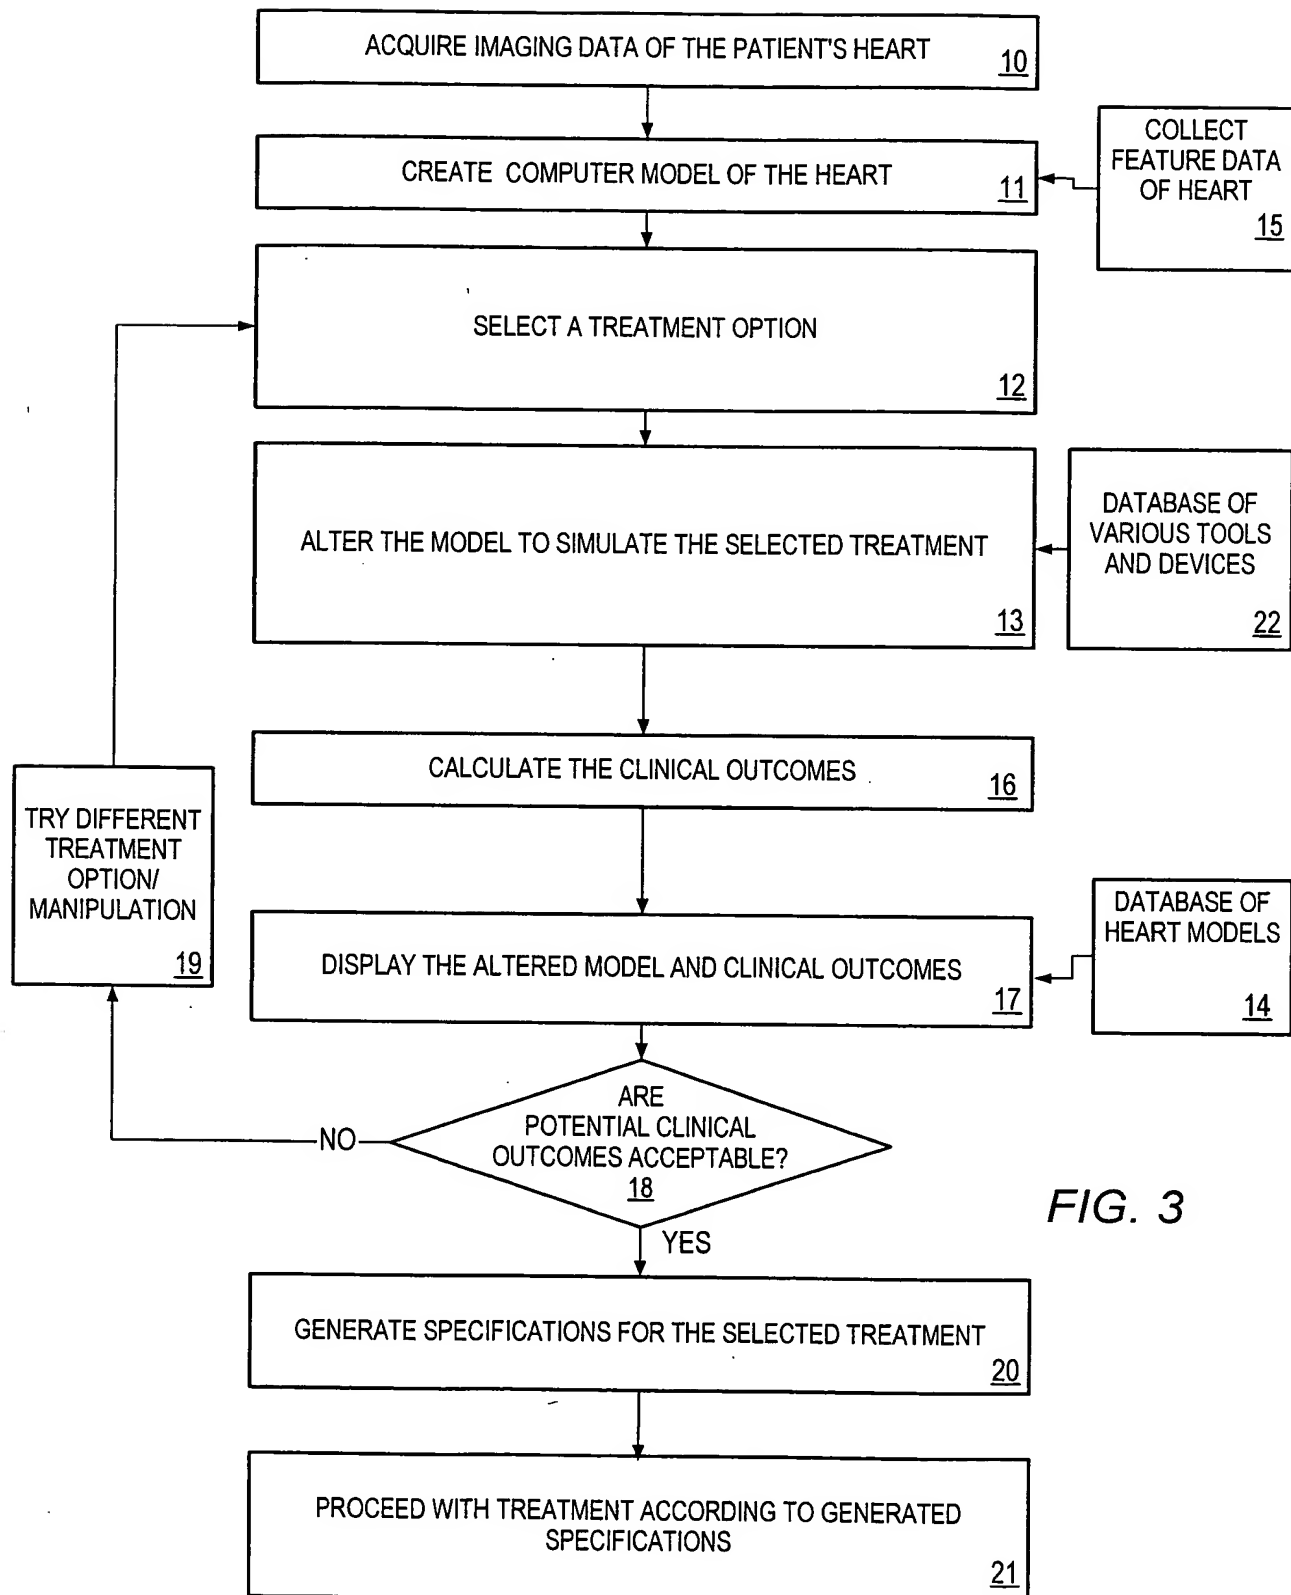 ACQUIRE IMAGING DATA OF THE PATIENT'S HEART
10
CREATE COMPUTER MODEL OF THE HEART
11
COLLECT
FEATURE DATA
OF HEART
15
SELECT A TREATMENT OPTION
12
ALTER THE MODEL TO SIMULATE THE SELECTED TREATMENT
13
DATABASE OF
VARIOUS TOOLS
AND DEVICES
22
CALCULATE THE CLINICAL OUTCOMES
16
TRY DIFFERENT
TREATMENT
OPTION/
MANIPULATION
19
DISPLAY THE ALTERED MODEL AND CLINICAL OUTCOMES
17
DATABASE OF
HEART MODELS
14
ARE
POTENTIAL CLINICAL
OUTCOMES ACCEPTABLE?
18
NO
YES
FIG. 3
GENERATE SPECIFICATIONS FOR THE SELECTED TREATMENT
20
PROCEED WITH TREATMENT ACCORDING TO GENERATED
SPECIFICATIONS
21